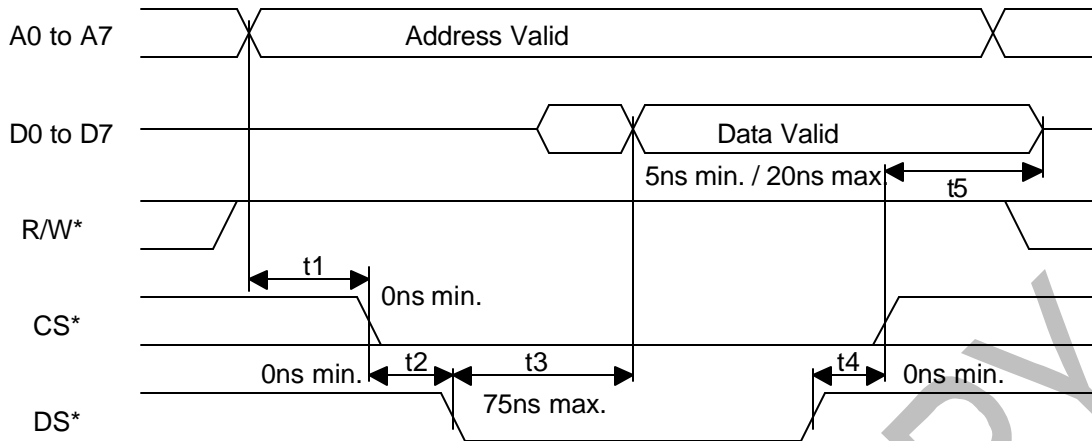 A0 to A7
Address Valid
D0 to D7
Data Valid
5ns min. / 20ns max.
t5
R/W*
t1
0ns min.
CS*
t2
t3
t4
0ns min.
0ns min.
75ns max.
DS*
PY